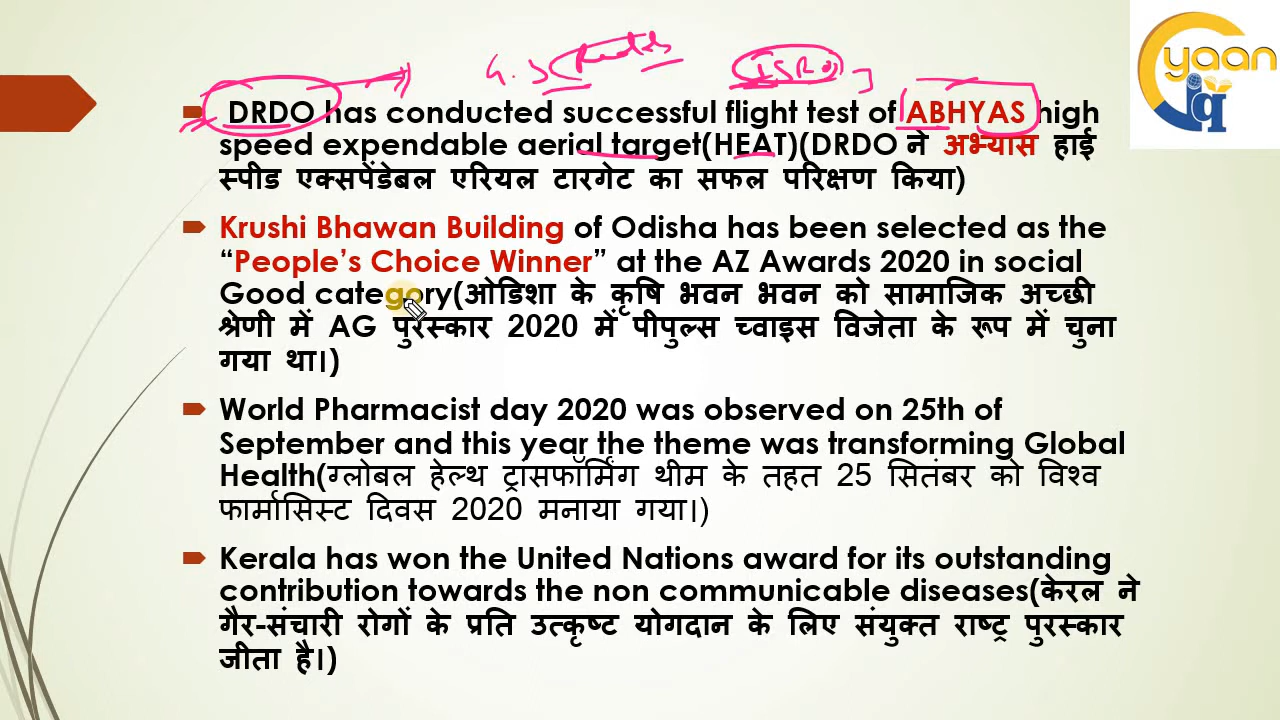 G. S Reddy ISRO
yaan
iq
DRDO has conducted successful flight test of ABHYAS high
speed expendable aerial target(HEAT)(DRDO ने अभ्यास हाई
स्पीड एक्सपेंडेबल एरियल टारगेट का सफल परिक्षण किया)
Krushi Bhawan Building of Odisha has been selected as the
“People’s Choice Winner” at the AZ Awards 2020 in social
Good category(ओडिशा के कृषि भवन भवन को सामाजिक अच्छी
श्रेणी में AG पुरस्कार 2020 में पीपुल्स च्वाइस विजेता के रूप में चुना
गया था।)
World Pharmacist day 2020 was observed on 25th of
September and this year the theme was transforming Global
Health(ग्लोबल हेल्थ ट्रांसफॉर्मिंग थीम के तहत 25 सितंबर को विश्व
फार्मासिस्ट दिवस 2020 मनाया गया।)
Kerala has won the United Nations award for its outstanding
contribution towards the non communicable diseases(केरल ने
गैर-संचारी रोगों के प्रति उत्कृष्ट योगदान के लिए संयुक्त राष्ट्र पुरस्कार
जीता है।)